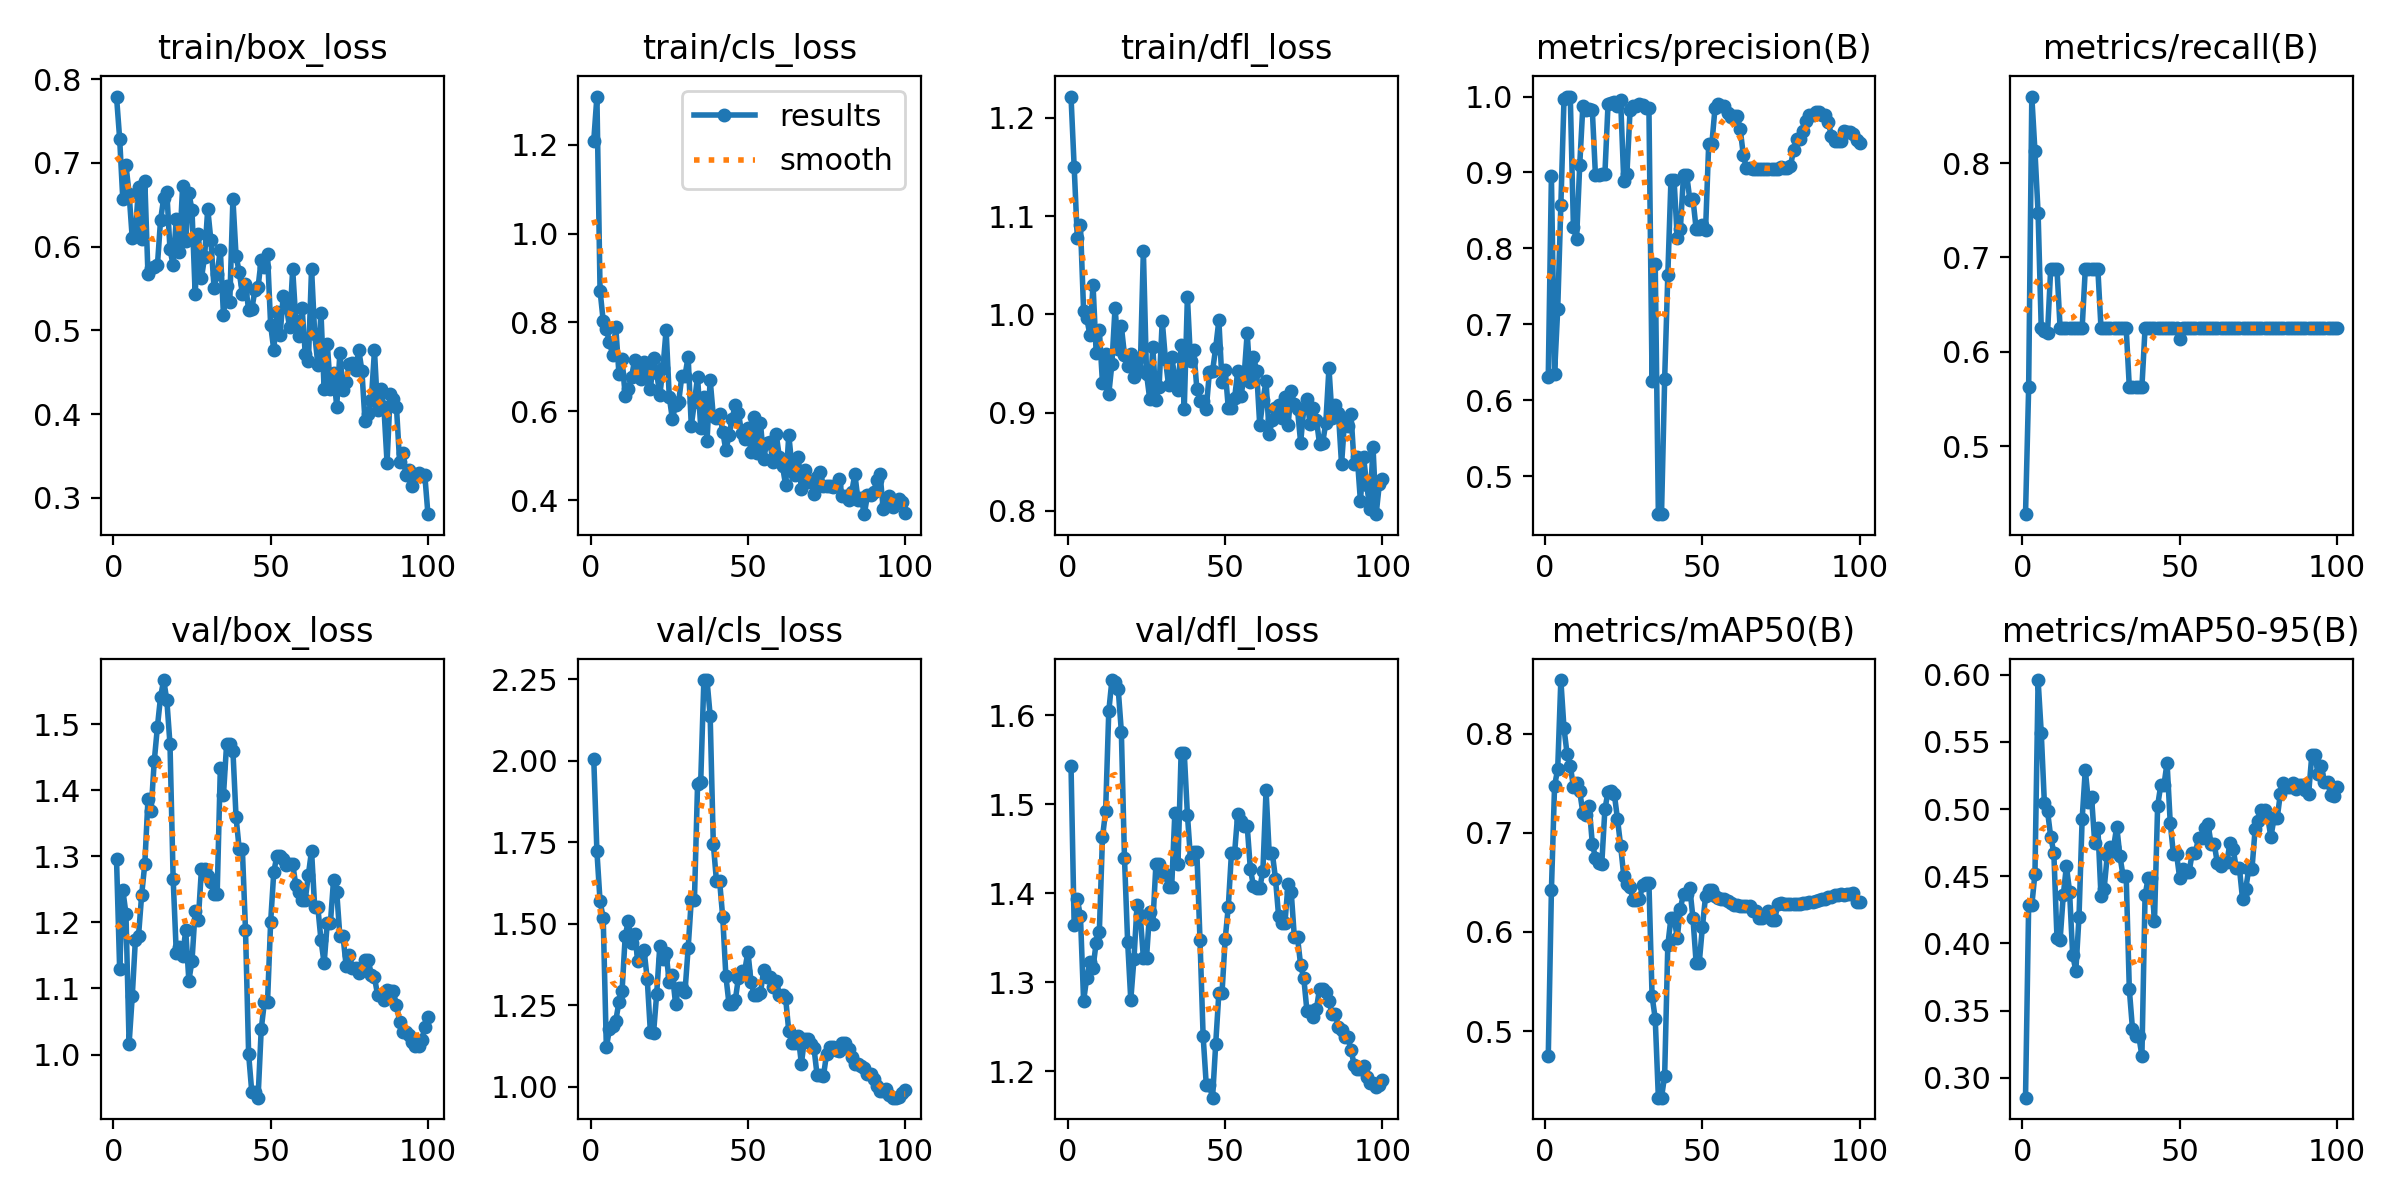 train/box_loss
0.8
0.7
0.6
0.5
0.4
0.3
0 50 100
train/cls_loss
results
smooth
1.2
1.0
0.8
0.6
0.4
0 50 100
train/dfl_loss
1.2
1.1
1.0
0.9
0.8
0 50 100
metrics/precision(B)
1.0
0.9
0.8
0.7
0.6
0.5
0 50 100
metrics/recall(B)
0.8
0.7
0.6
0.5
0 50 100
val/box_loss
1.5
1.4
1.3
1.2
1.1
1.0
0 50 100
val/cls_loss
2.25
2.00
1.75
1.50
1.25
1.00
0 50 100
val/dfl_loss
1.6
1.5
1.4
1.3
1.2
0 50 100
metrics/mAP50(B)
0.8
0.7
0.6
0.5
0 50 100
metrics/mAP50-95(B)
0.60
0.55
0.50
0.45
0.40
0.35
0.30
0 50 100